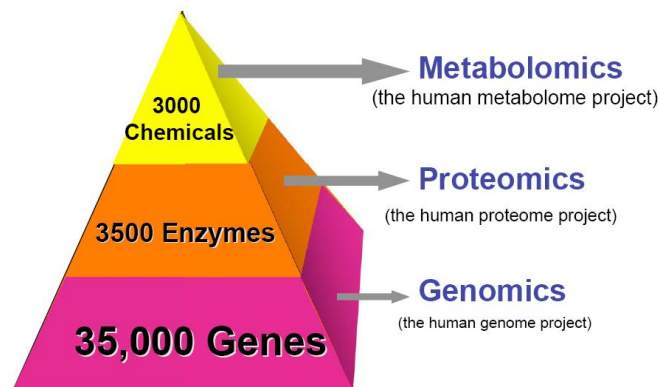 3000
Chemicals
Metabolomics
(the human metabolome project)
3500 Enzymes
Proteomics
(the human proteome project)
35,000 Genes
Genomics
(the human genome project)